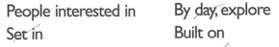 People interested in
Set in
By day, explore
Built on